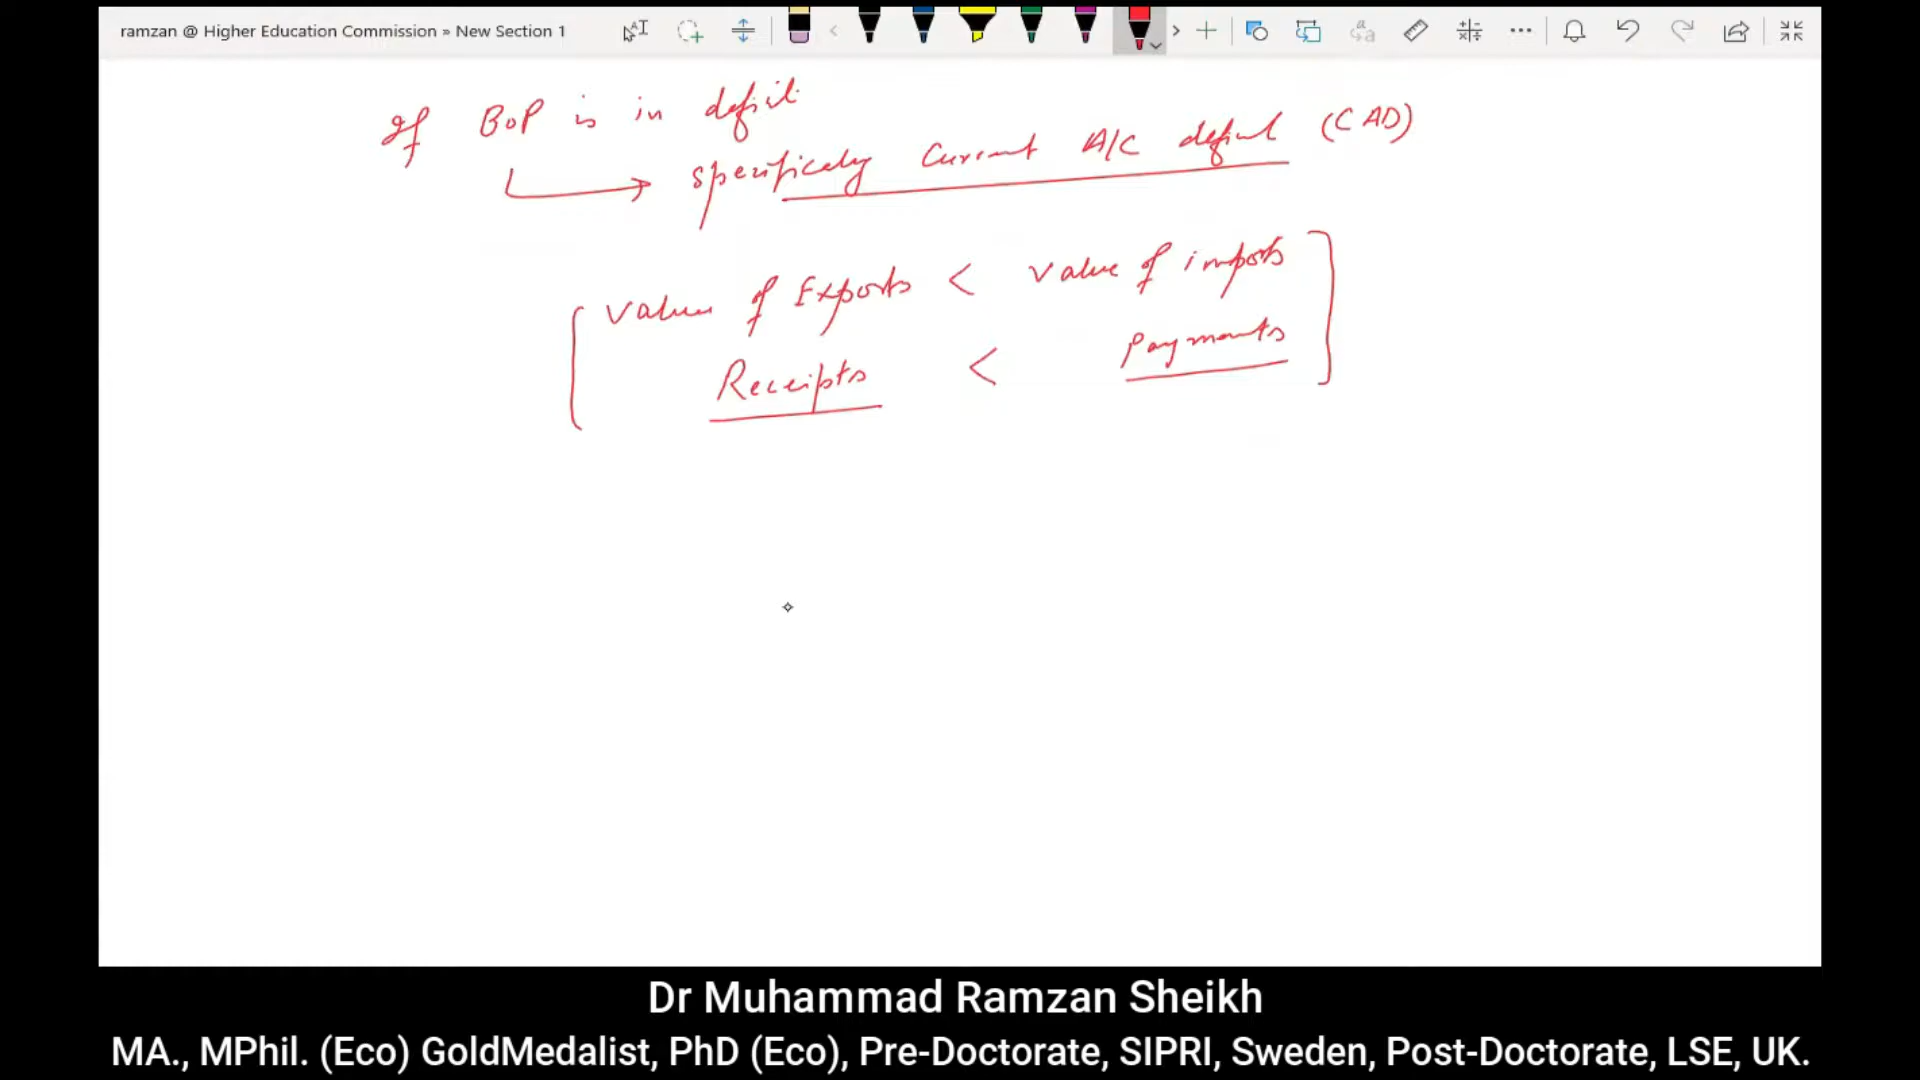 ramzan @ Higher Education Commission » New Section 1
If BOP is in deficit
specifically Current A/C deficit (CAD)
Value of Exports < Value of imports
Receipts < Payments
Dr Muhammad Ramzan Sheikh
MA., MPhil. (Eco) GoldMedalist, PhD (Eco), Pre-Doctorate, SIPRI, Sweden, Post-Doctorate, LSE, UK.